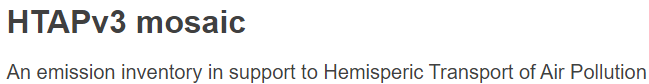 HTAPv3 mosaic
An emission inventory in support to Hemisperic Transport of Air Pollution